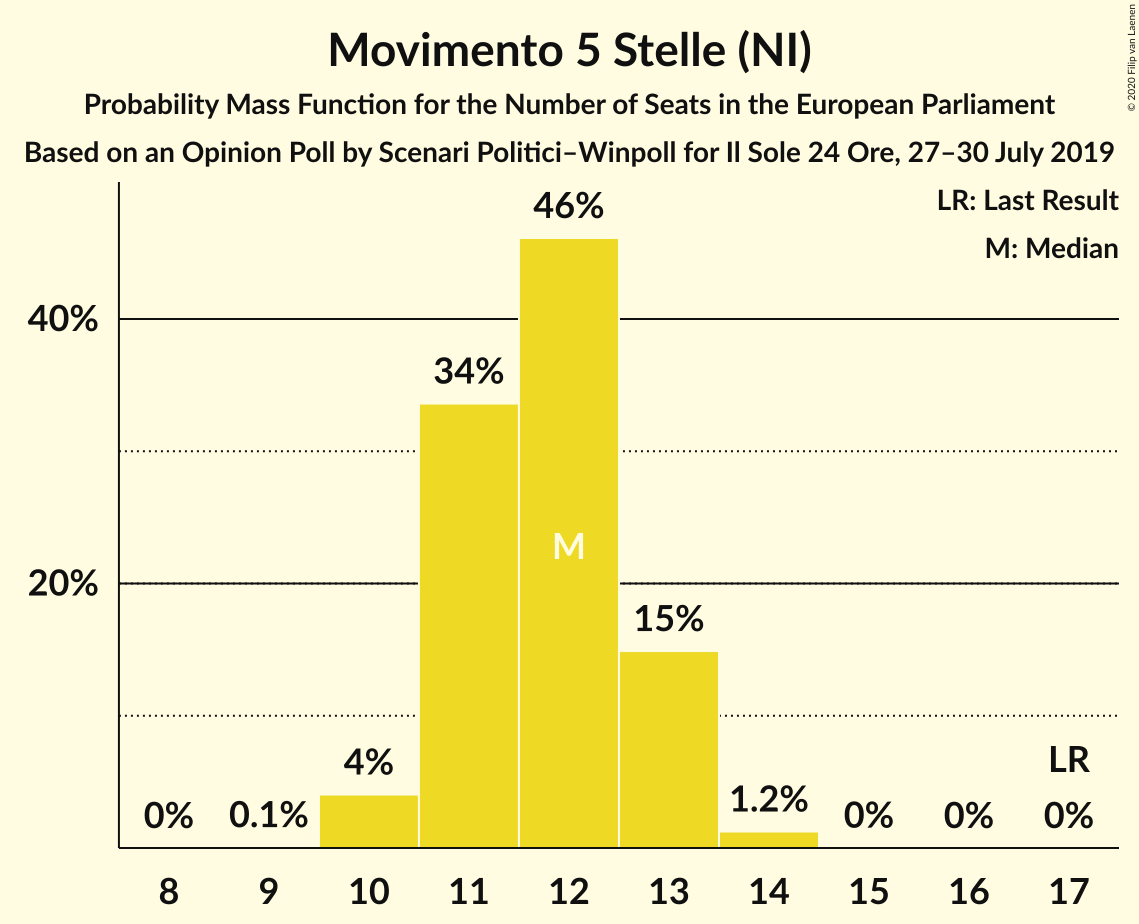 Movimento 5 Stelle (NI)
Probability Mass Function for the Number of Seats in the European Parliament
Based on an Opinion Poll by Scenari Politici–Winpoll for Il Sole 24 Ore, 27–30 July 2019
© 2020 Filip van Laenen
LR: Last Result
M: Median
46%
40%
34%
M
20%
15%
4%
LR
1.2%
0% 0.1% 0% 0% 0%
8 9 10 11 12 13 14 15 16 17